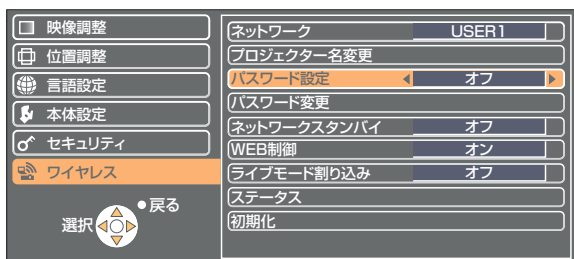 映像調整
位置調整
言語設定
本体設定
セキュリティ
ワイヤレス
●戻る
選択
ネットワーク USER1
プロジェクター名変更
パスワード設定 オフ
パスワード変更
ネットワークスタンバイ オフ
WEB制御 オン
ライブモード割り込み オフ
ステータス
初期化